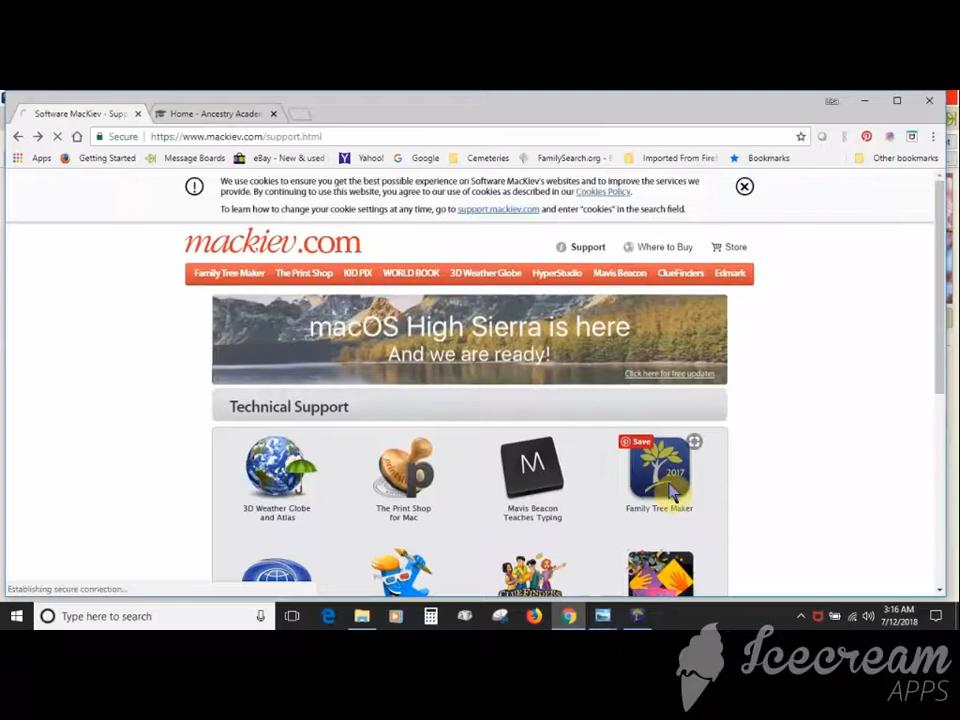 Software MacKiev - Supp
Home - Ancestry Acade
Secure https://www.mackiev.com/support.html
Apps Getting Started Message Boards eBay - New & used Yahoo! Google Cemeteries FamilySearch.org - Imported From Fire Bookmarks Other bookmarks
We use cookies to ensure you get the best possible experience on Software MacKiev's websites and to improve the services we
provide. By continuing to use this website, you agree to our use of cookies as described in our Cookies Policy.
To learn how to change your cookie settings at any time, go to support.mackiev.com and enter "cookies" in the search field.
mackiev.com
Support Where to Buy Store
Family Tree Maker The Print Shop KID PIX WORLD BOOK 3D Weather Globe HyperStudio Mavis Beacon ClueFinders Edmark
macOS High Sierra is here
And we are ready!
Click here for free updates
Technical Support
Save
p
M
2017
3D Weather Globe
and Atlas
The Print Shop
for Mac
Mavis Beacon
Teaches Typing
Family Tree Maker
Establishing secure connection...
Type here to search
3:16 AM
7/12/2018
Icecream
APPS